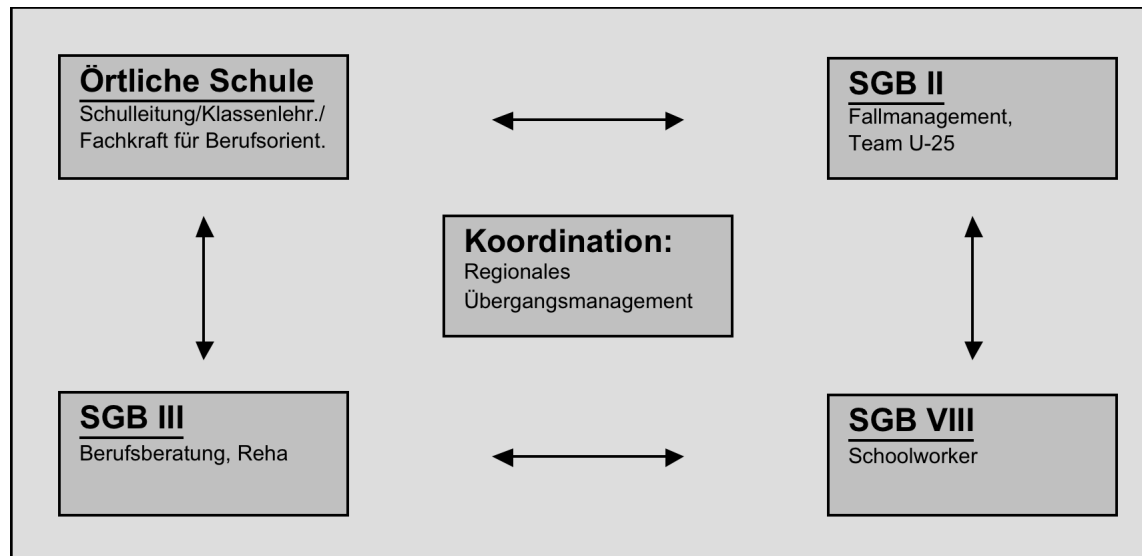 Örtliche Schule
Schulleitung/Klassenlehr./
Fachkraft für Berufsorient.
SGB II
Fallmanagement,
Team U-25
Koordination:
Regionales
Übergangsmanagement
SGB III
Berufsberatung, Reha
SGB VIII
Schoolworker